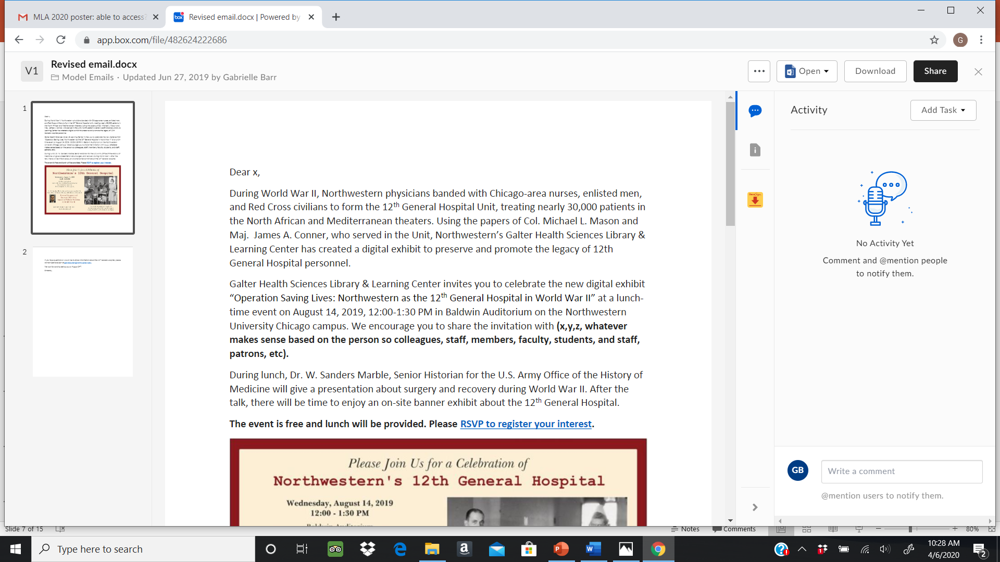 MLA 2020 poster: able to access?
box
Revised email.docx | Powered by
app.box.com/file/482624222686
G
V1
Revised email.docx
Model Emails · Updated Jun 27, 2019 by Gabrielle Barr
Open
Download
Share
1
2
Dear x,
During World War II, Northwestern physicians banded with Chicago-area nurses, enlisted men,
and Red Cross civilians to form the 12th General Hospital Unit, treating nearly 30,000 patients in
the North African and Mediterranean theaters. Using the papers of Col. Michael L. Mason and
Maj.  James A. Conner, who served in the Unit, Northwestern’s Galter Health Sciences Library &
Learning Center has created a digital exhibit to preserve and promote the legacy of 12th
General Hospital personnel.
Galter Health Sciences Library & Learning Center invites you to celebrate the new digital exhibit
“Operation Saving Lives: Northwestern as the 12th General Hospital in World War II” at a lunch-
time event on August 14, 2019, 12:00-1:30 PM in Baldwin Auditorium on the Northwestern
University Chicago campus. We encourage you to share the invitation with (x,y,z, whatever
makes sense based on the person so colleagues, staff, members, faculty, students, and staff,
patrons, etc).
During lunch, Dr. W. Sanders Marble, Senior Historian for the U.S. Army Office of the History of
Medicine will give a presentation about surgery and recovery during World War II. After the
talk, there will be time to enjoy an on-site banner exhibit about the 12th General Hospital.
The event is free and lunch will be provided. Please RSVP to register your interest.
Please Join Us for a Celebration of
Northwestern's 12th General Hospital
Wednesday, August 14, 2019
12:00 - 1:30 PM
Baldwin Auditorium
Activity
Add Task
No Activity Yet
Comment and @mention people
to notify them.
GB
Write a comment
@mention users to notify them.
Slide 7 of 15
Notes
Comments
80%
Type here to search
10:28 AM
4/6/2020
2